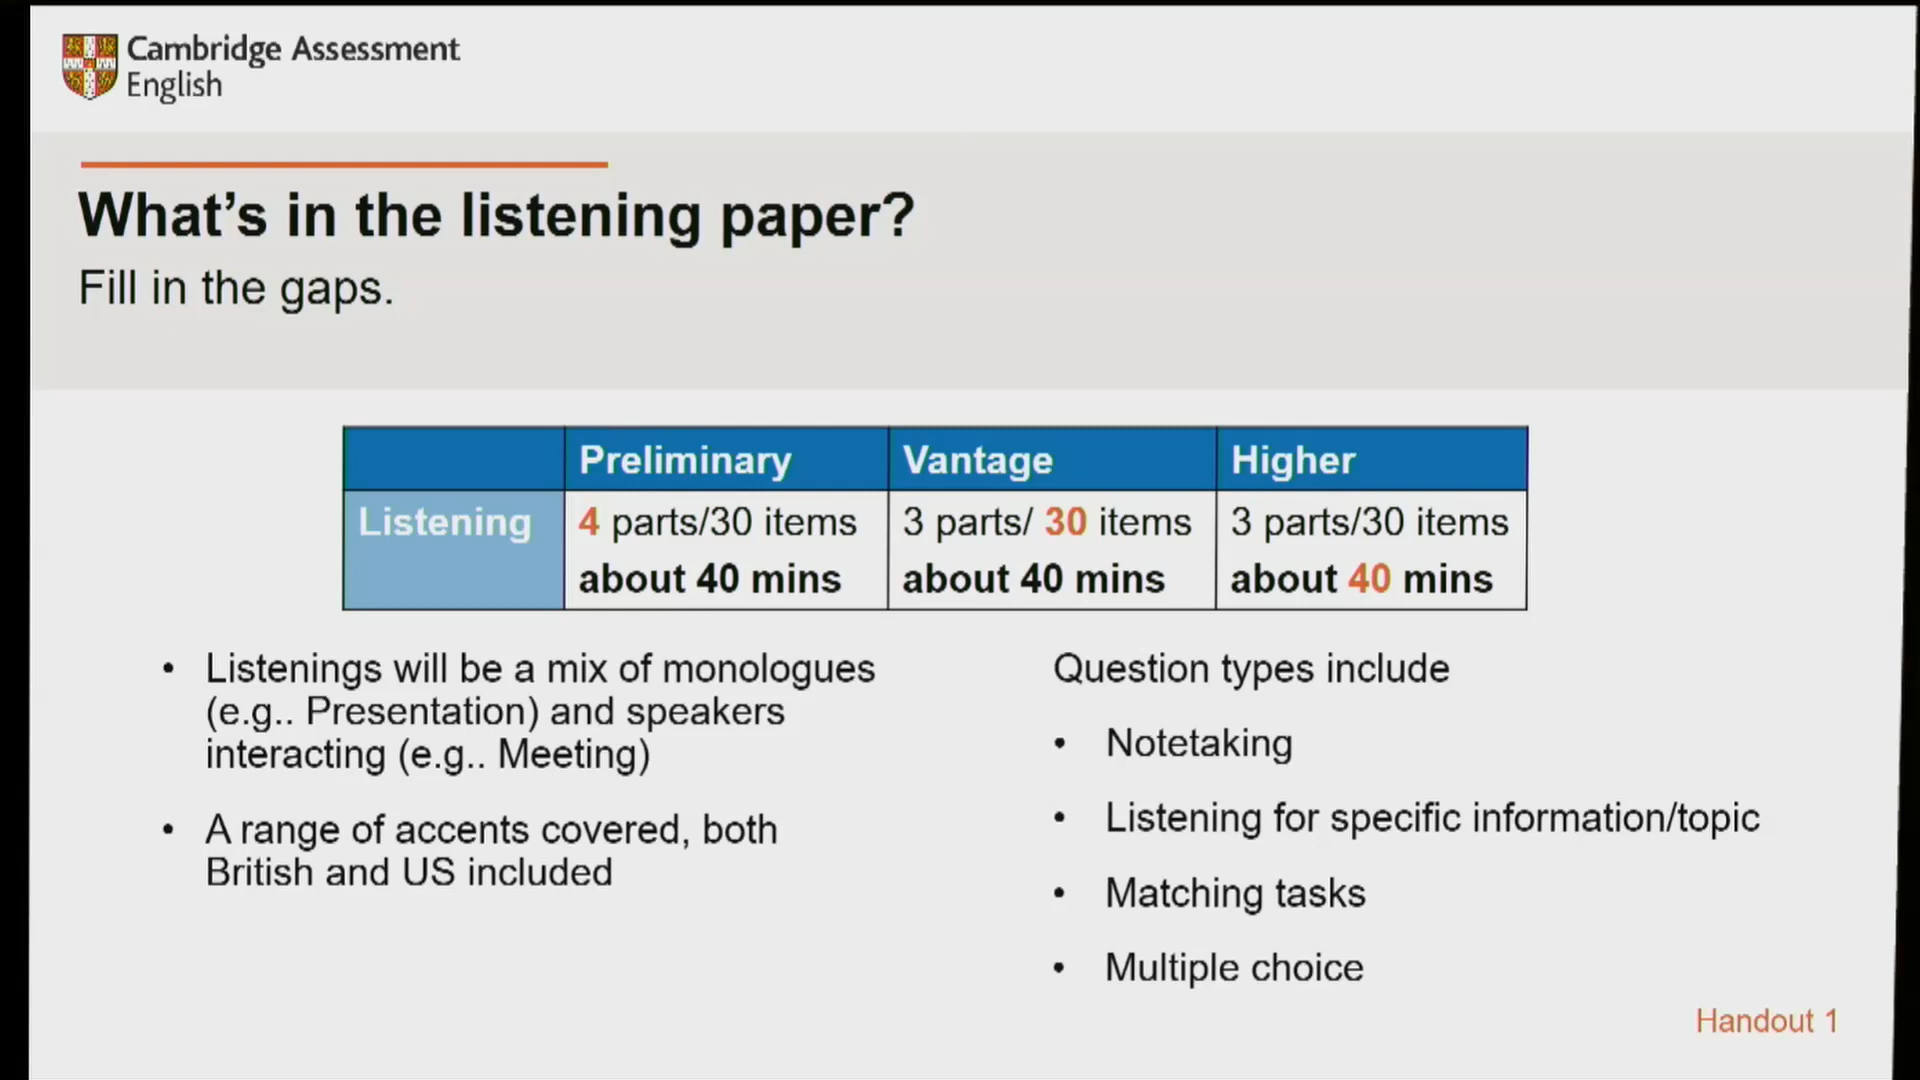 Cambridge Assessment
English
What's in the listening paper?
Fill in the gaps.
Preliminary Vantage Higher
Listening 4 parts/30 items 3 parts/ 30 items 3 parts/30 items
about 40 mins about 40 mins about 40 mins
• Listenings will be a mix of monologues
(e.g.. Presentation) and speakers
interacting (e.g.. Meeting)
• A range of accents covered, both
British and US included
Question types include
• Notetaking
• Listening for specific information/topic
• Matching tasks
• Multiple choice
Handout 1